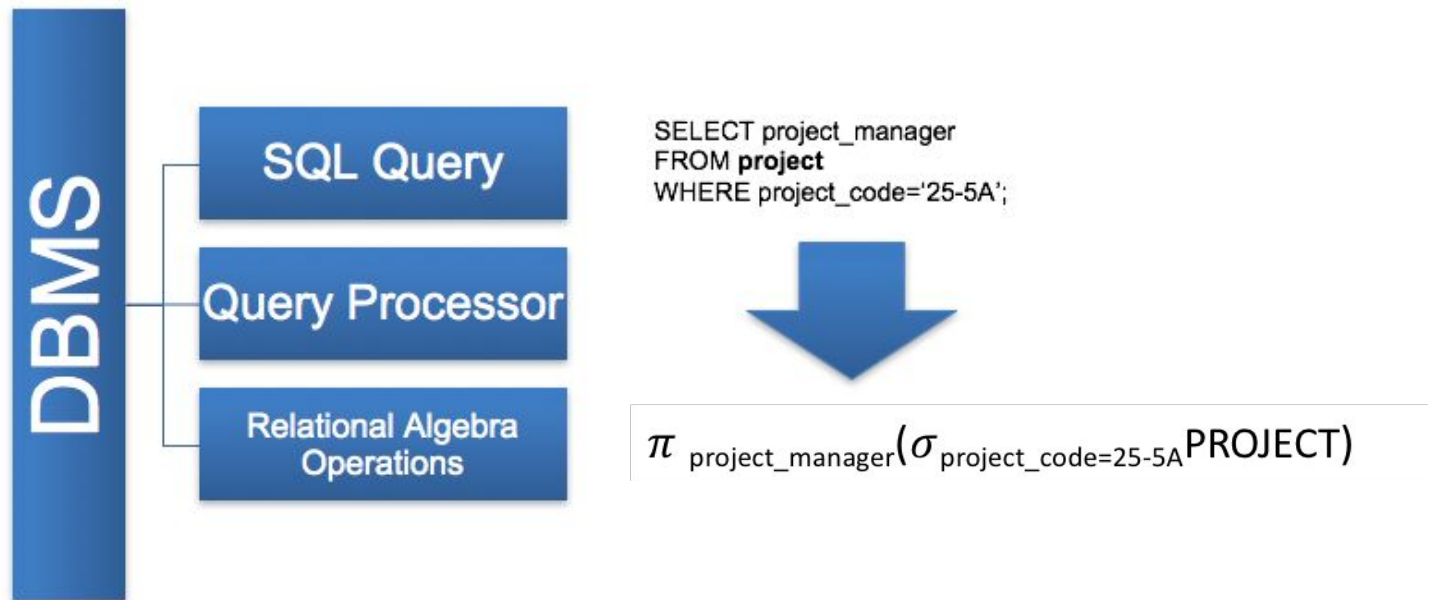 DBMS
SQL Query
SELECT project_manager
FROM project
WHERE project_code=‘25-5A’;
Query Processor
Relational Algebra
Operations
π project_manager(σ project_code=25-5APROJECT)